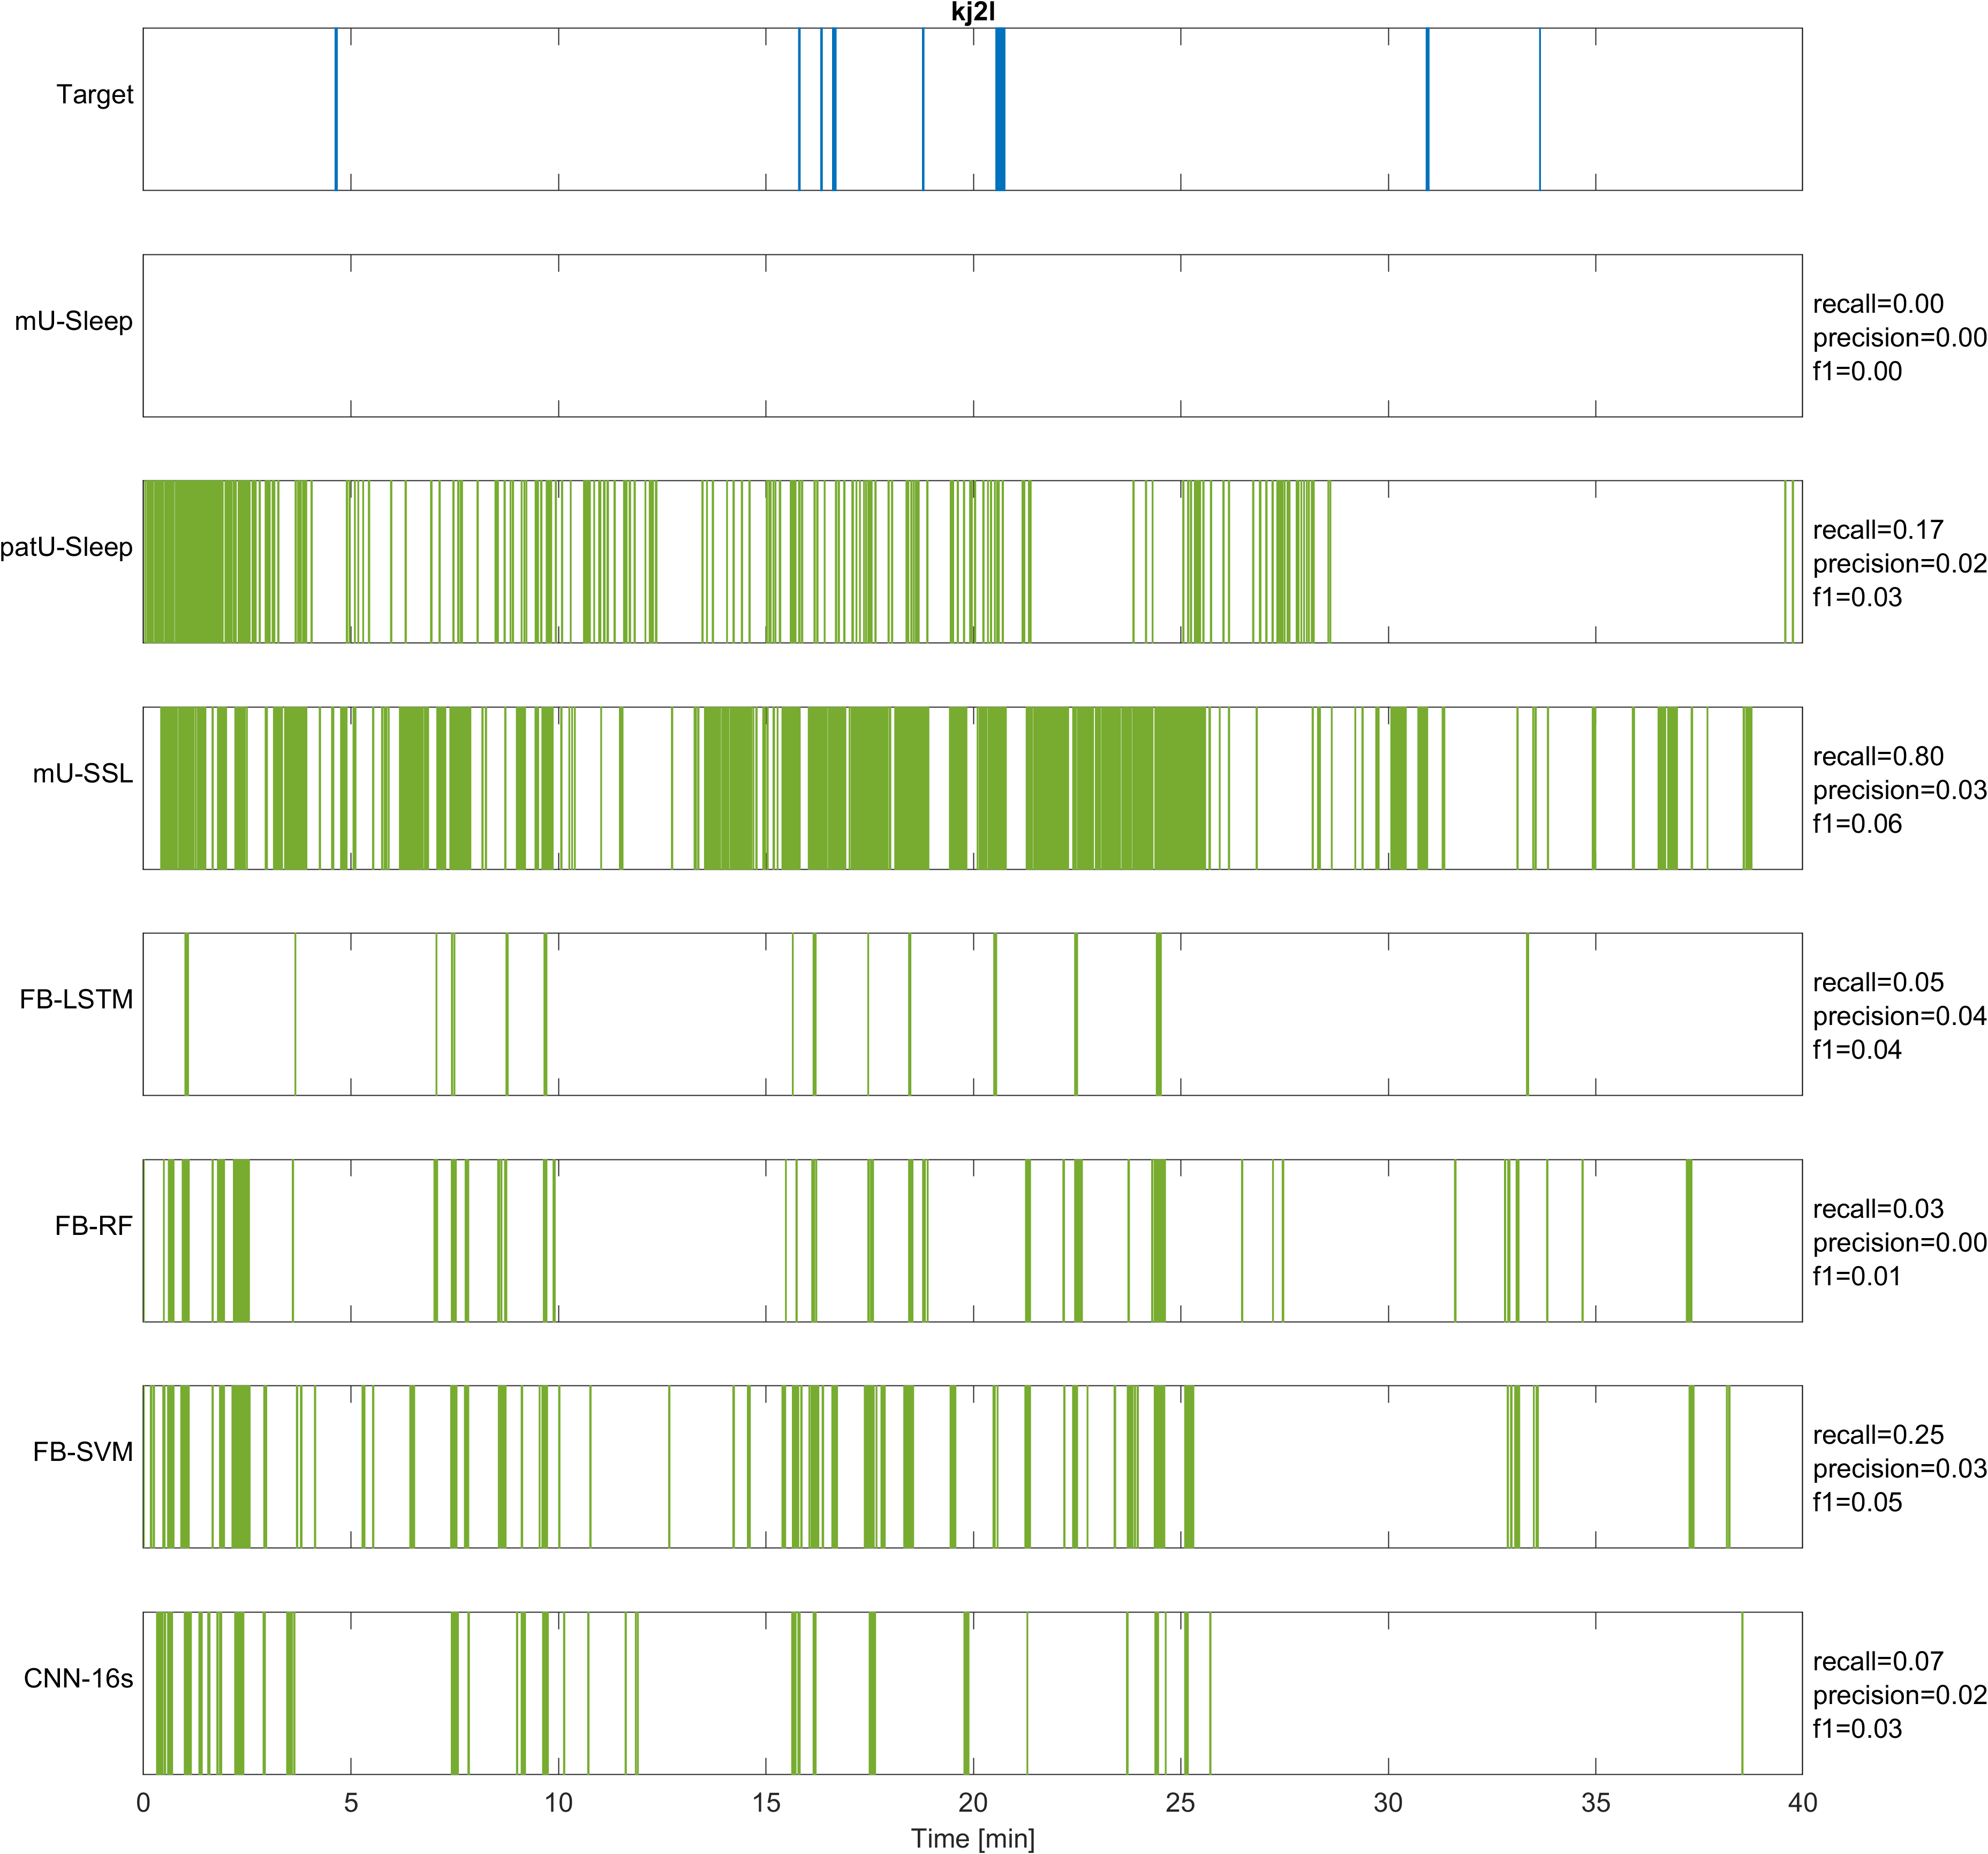 kj2l
Target
mU-Sleep
recall=0.00
precision=0.00
f1=0.00
patU-Sleep
recall=0.17
precision=0.02
f1=0.03
mU-SSL
recall=0.80
precision=0.03
f1=0.06
FB-LSTM
recall=0.05
precision=0.04
f1=0.04
FB-RF
recall=0.03
precision=0.00
f1=0.01
FB-SVM
recall=0.25
precision=0.03
f1=0.05
CNN-16s
recall=0.07
precision=0.02
f1=0.03
0 5 10 15 20 25 30 35 40
Time [min]